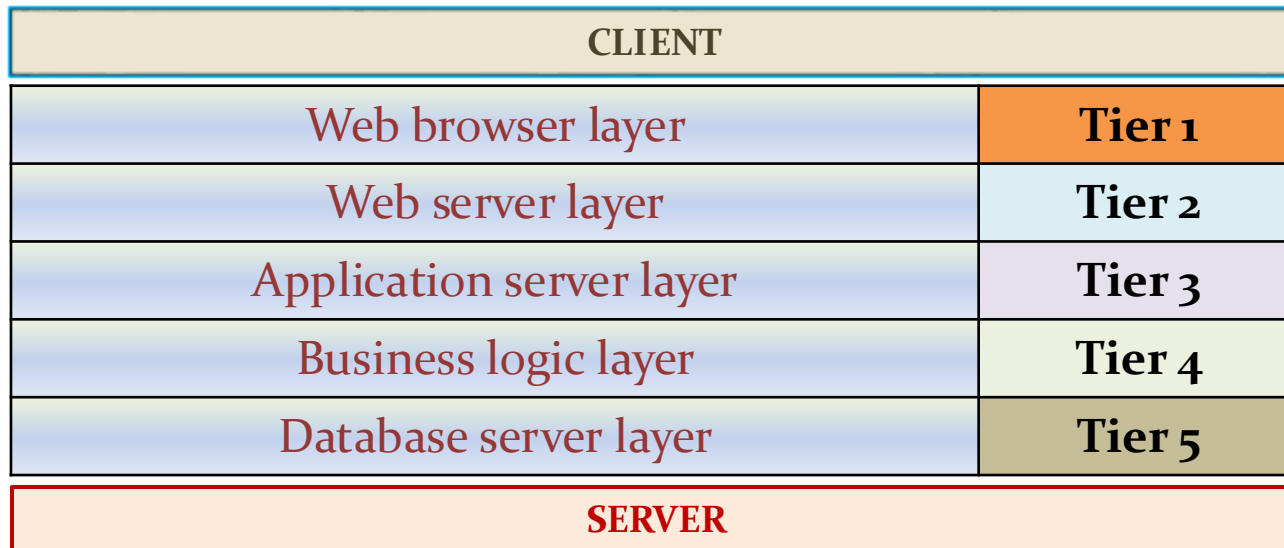 CLIENT
Web browser layer Tier 1
Web server layer Tier 2
Application server layer Tier 3
Business logic layer Tier 4
Database server layer Tier 5
SERVER